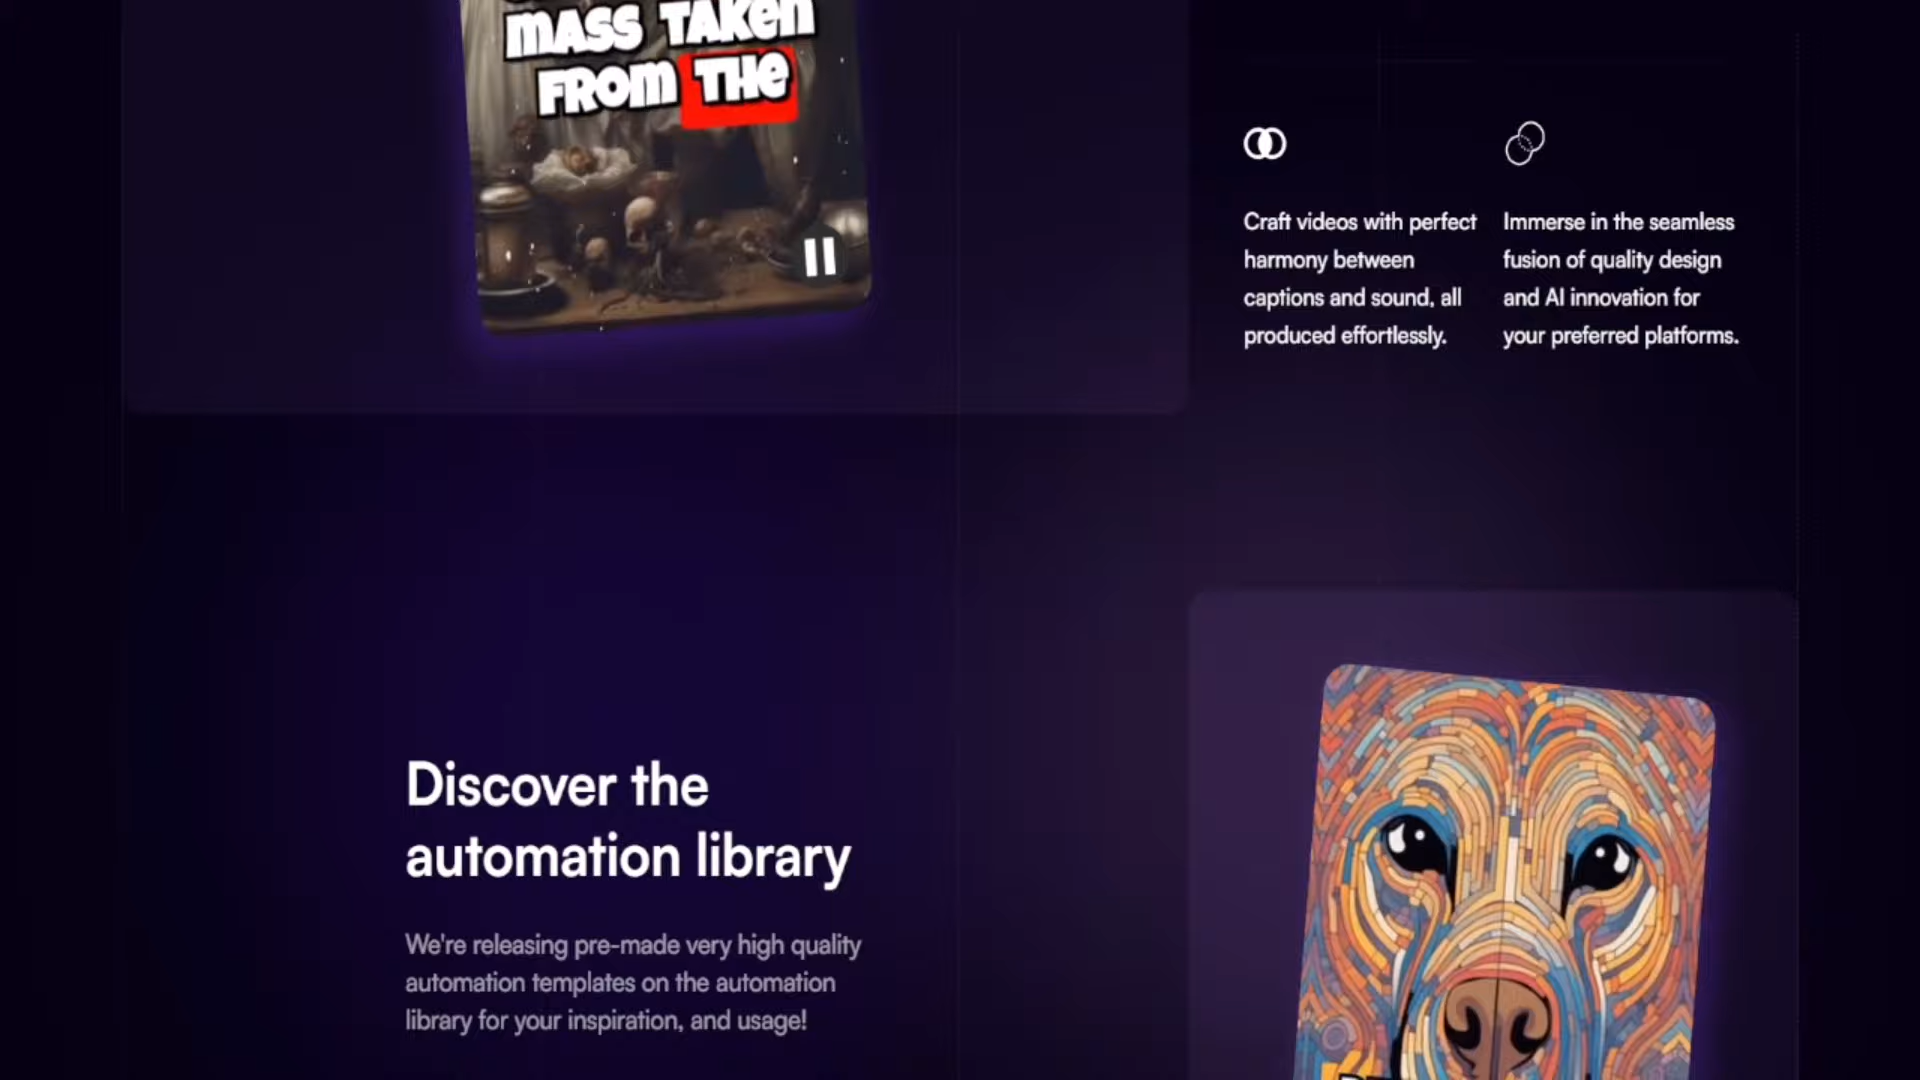 MASS TAKEN
FROM THE
Craft videos with perfect
harmony between
captions and sound, all
produced effortlessly.
Immerse in the seamless
fusion of quality design
and AI innovation for
your preferred platforms.
Discover the
automation library
We're releasing pre-made very high quality
automation templates on the automation
library for your inspiration, and usage!